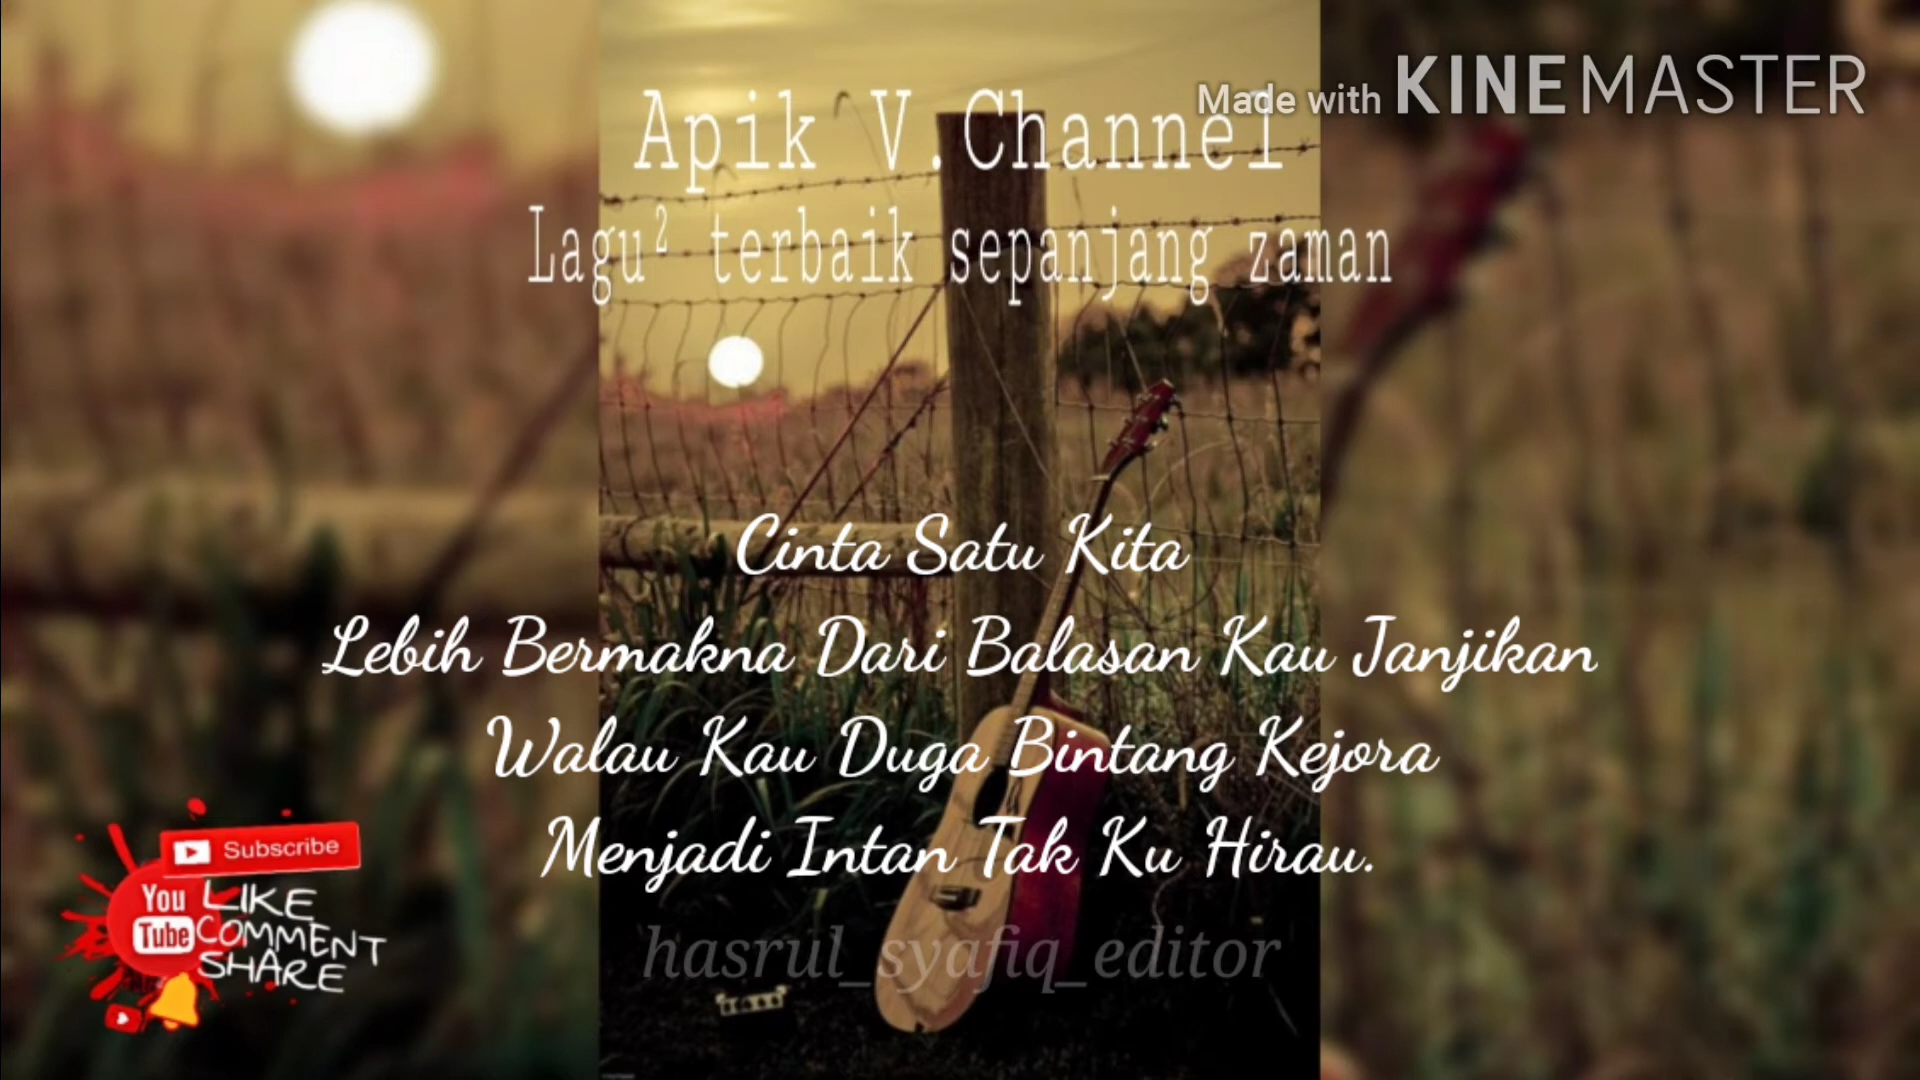 Made with KINEMASTER
Apik V.Channel
Lagu² terbaik sepanjang zaman
Cinta Satu Kita
Lebih Bermakna Dari Balasan Kau Janjikan
Walau Kau Duga Bintang Kejora
Menjadi Intan Tak Ku Hirau.
Subscribe
You Tube
LIKE
COMMENT
SHARE
hasrul_syafiq_editor